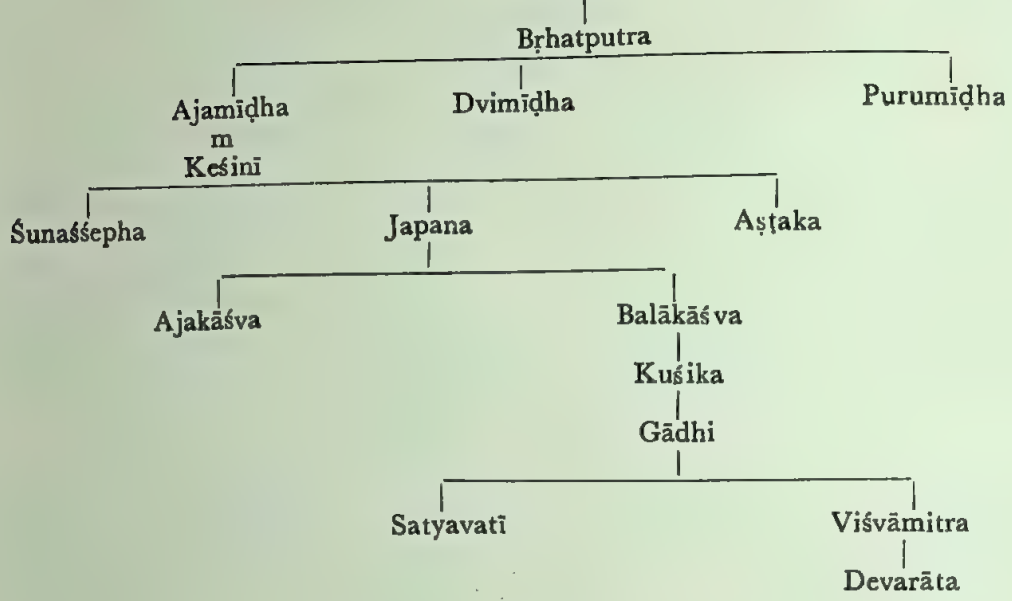 Bṛhatputra
Ajamīḍha Dvimīḍha Purumīḍha
m
Keśinī
Śunaśśepha Japana Aṣṭaka
Ajakāśva Balākāśva
Kuśika
Gādhi
Satyavatī Viśvāmitra
Devarāta